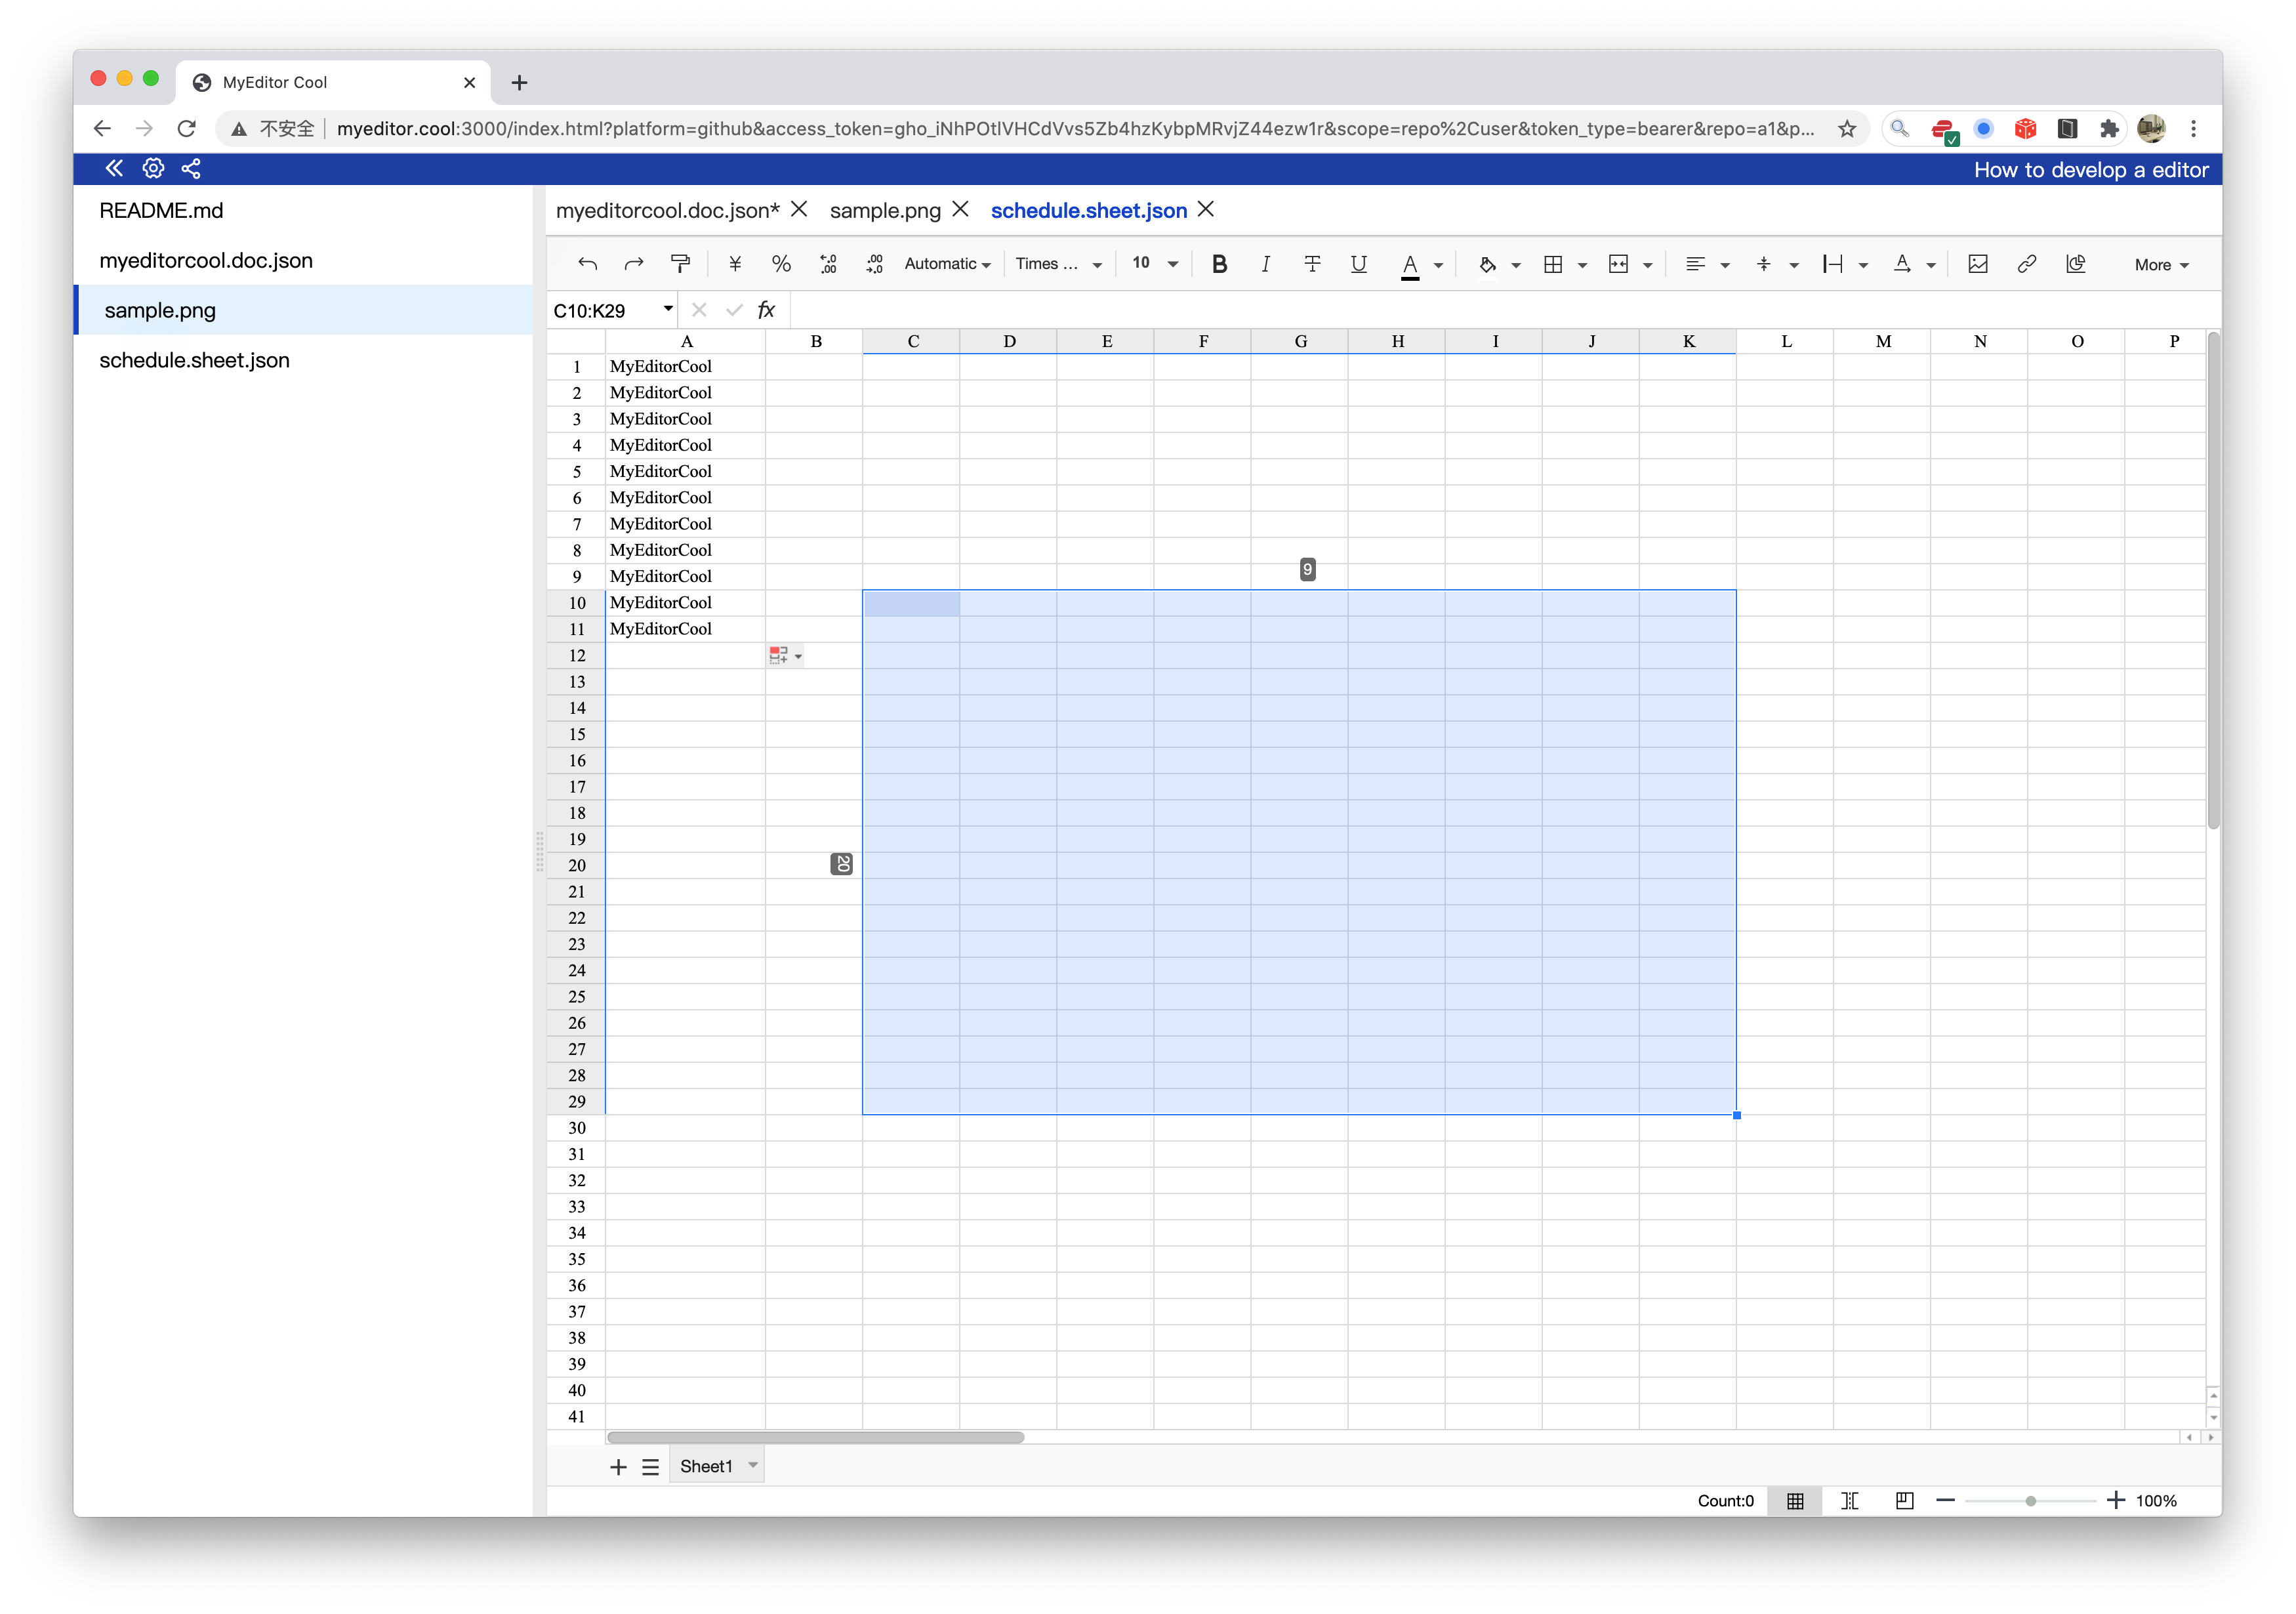 MyEditor Cool
不安全 myeditor.cool:3000/index.html?platform=github&access_token=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&scope=repo%2Cuser&token_type=bearer&repo=a1&p...
How to develop a editor
README.md
myeditorcool.doc.json
sample.png
schedule.sheet.json
myeditorcool.doc.json* sample.png schedule.sheet.json
¥ % .0 .00 .00 .0 Automatic Times ... 10 B I T U A A More
C10:K29 fx
A B C D E F G H I J K L M N O P
1 MyEditorCool
2 MyEditorCool
3 MyEditorCool
4 MyEditorCool
5 MyEditorCool
6 MyEditorCool
7 MyEditorCool
8 MyEditorCool
9 MyEditorCool 9
10 MyEditorCool
11 MyEditorCool
12
13
14
15
16
17
18
19
20 20
21
22
23
24
25
26
27
28
29
30
31
32
33
34
35
36
37
38
39
40
41
Sheet1
Count:0 100%